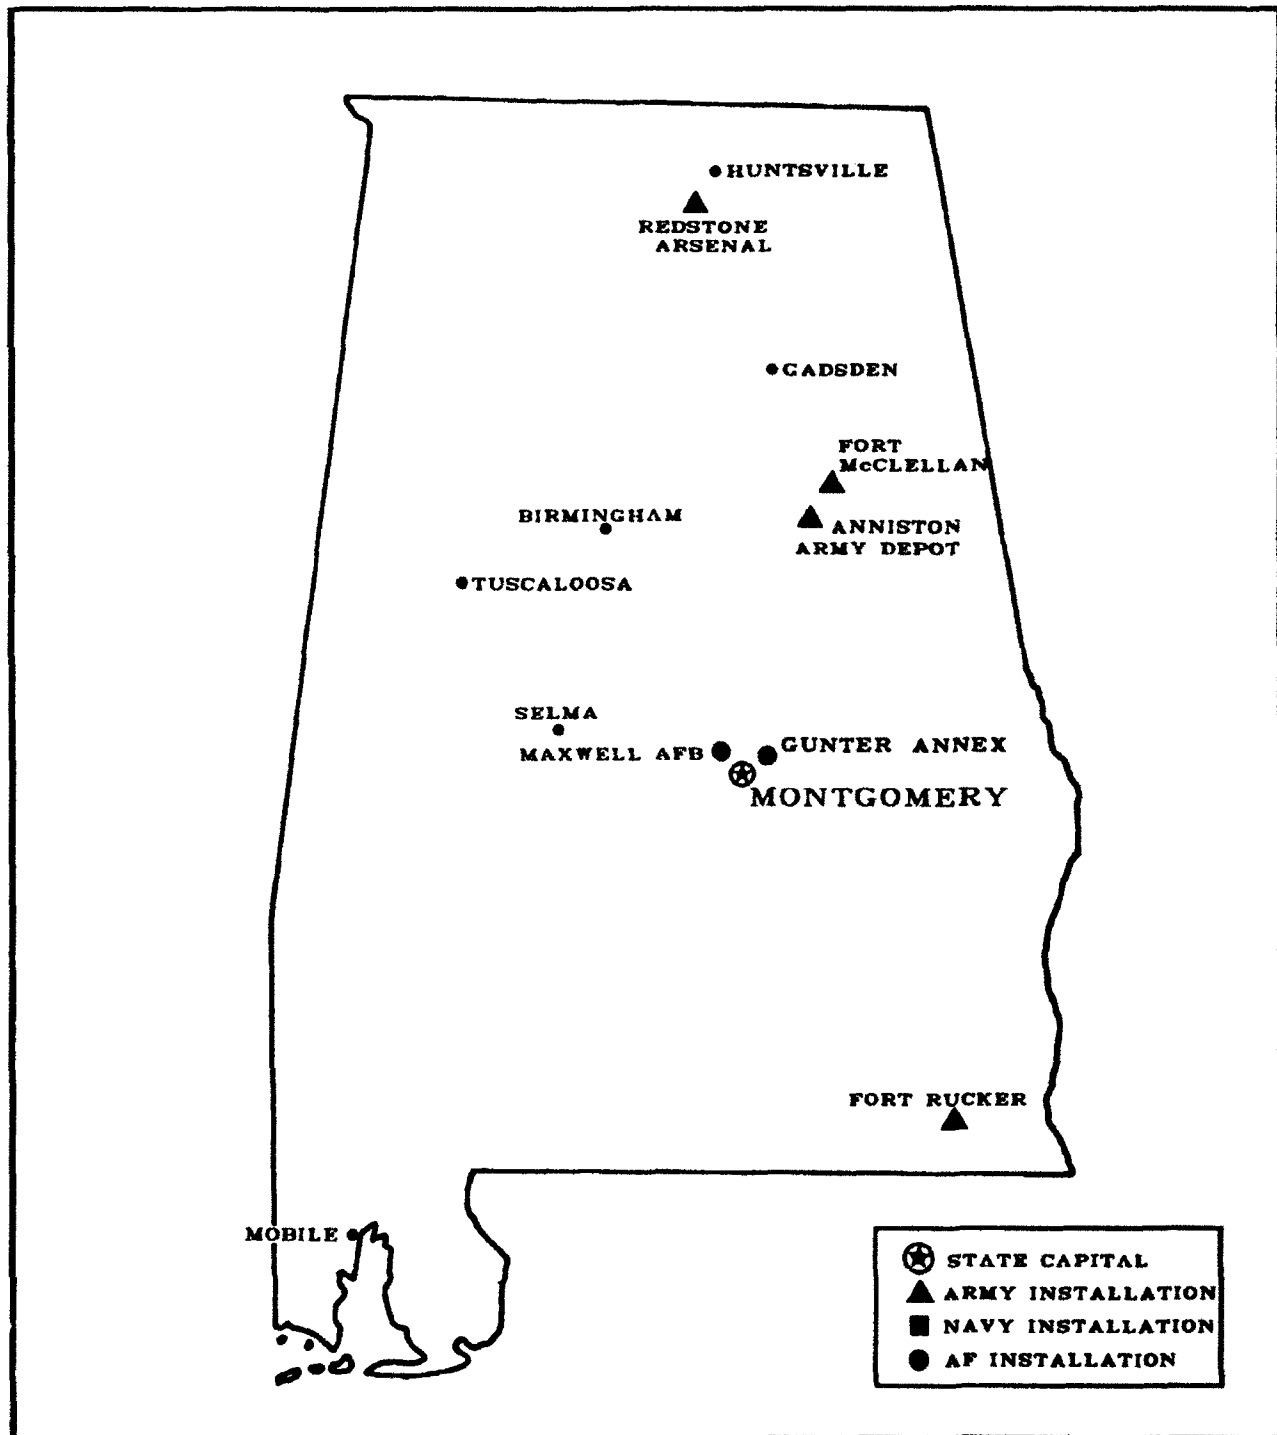 HUNTSVILLE
REDSTONE
ARSENAL
GADSDEN
FORT
McCLELLAN
BIRMINGHAM
ANNISTON
ARMY DEPOT
TUSCALOOSA
SELMA
MAXWELL AFB
GUNTER ANNEX
MONTGOMERY
FORT RUCKER
MOBILE
STATE CAPITAL
ARMY INSTALLATION
NAVY INSTALLATION
AF INSTALLATION